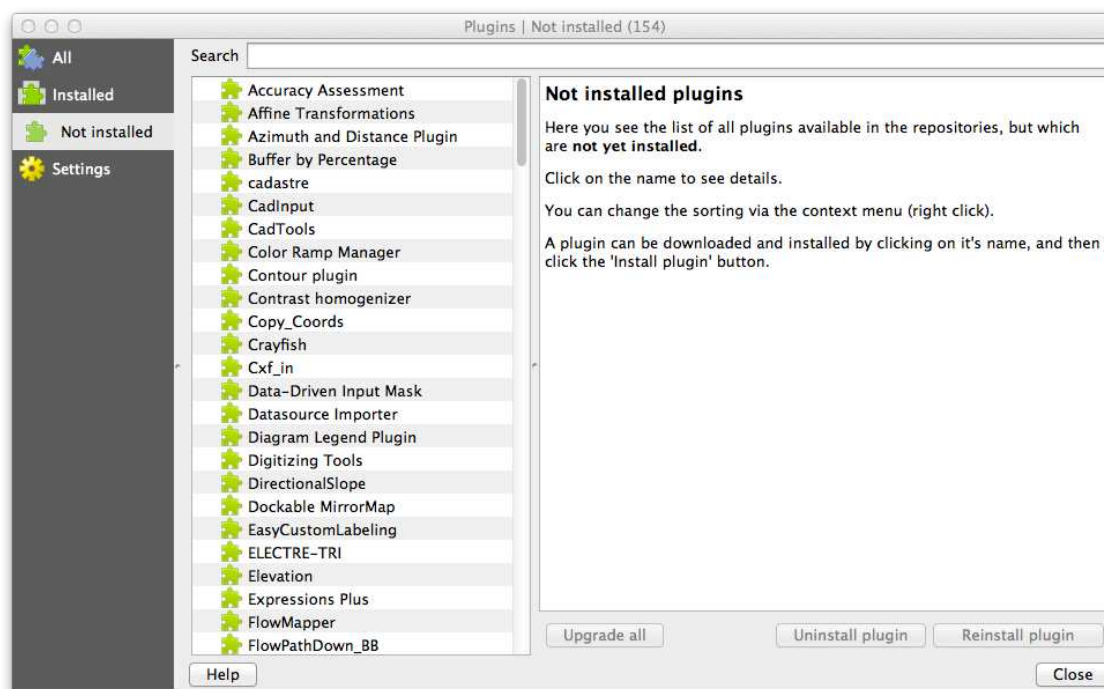 Plugins | Not installed (154)
All
Installed
Not installed
Settings
Search
Accuracy Assessment
Affine Transformations
Azimuth and Distance Plugin
Buffer by Percentage
cadastre
CadInput
CadTools
Color Ramp Manager
Contour plugin
Contrast homogenizer
Copy_Coords
Crayfish
Cxf_in
Data-Driven Input Mask
Datasource Importer
Diagram Legend Plugin
Digitizing Tools
DirectionalSlope
Dockable MirrorMap
EasyCustomLabeling
ELECTRE-TRI
Elevation
Expressions Plus
FlowMapper
FlowPathDown_BB
Not installed plugins
Here you see the list of all plugins available in the repositories, but which
are not yet installed.
Click on the name to see details.
You can change the sorting via the context menu (right click).
A plugin can be downloaded and installed by clicking on it's name, and then
click the 'Install plugin' button.
Upgrade all
Uninstall plugin
Reinstall plugin
Help
Close